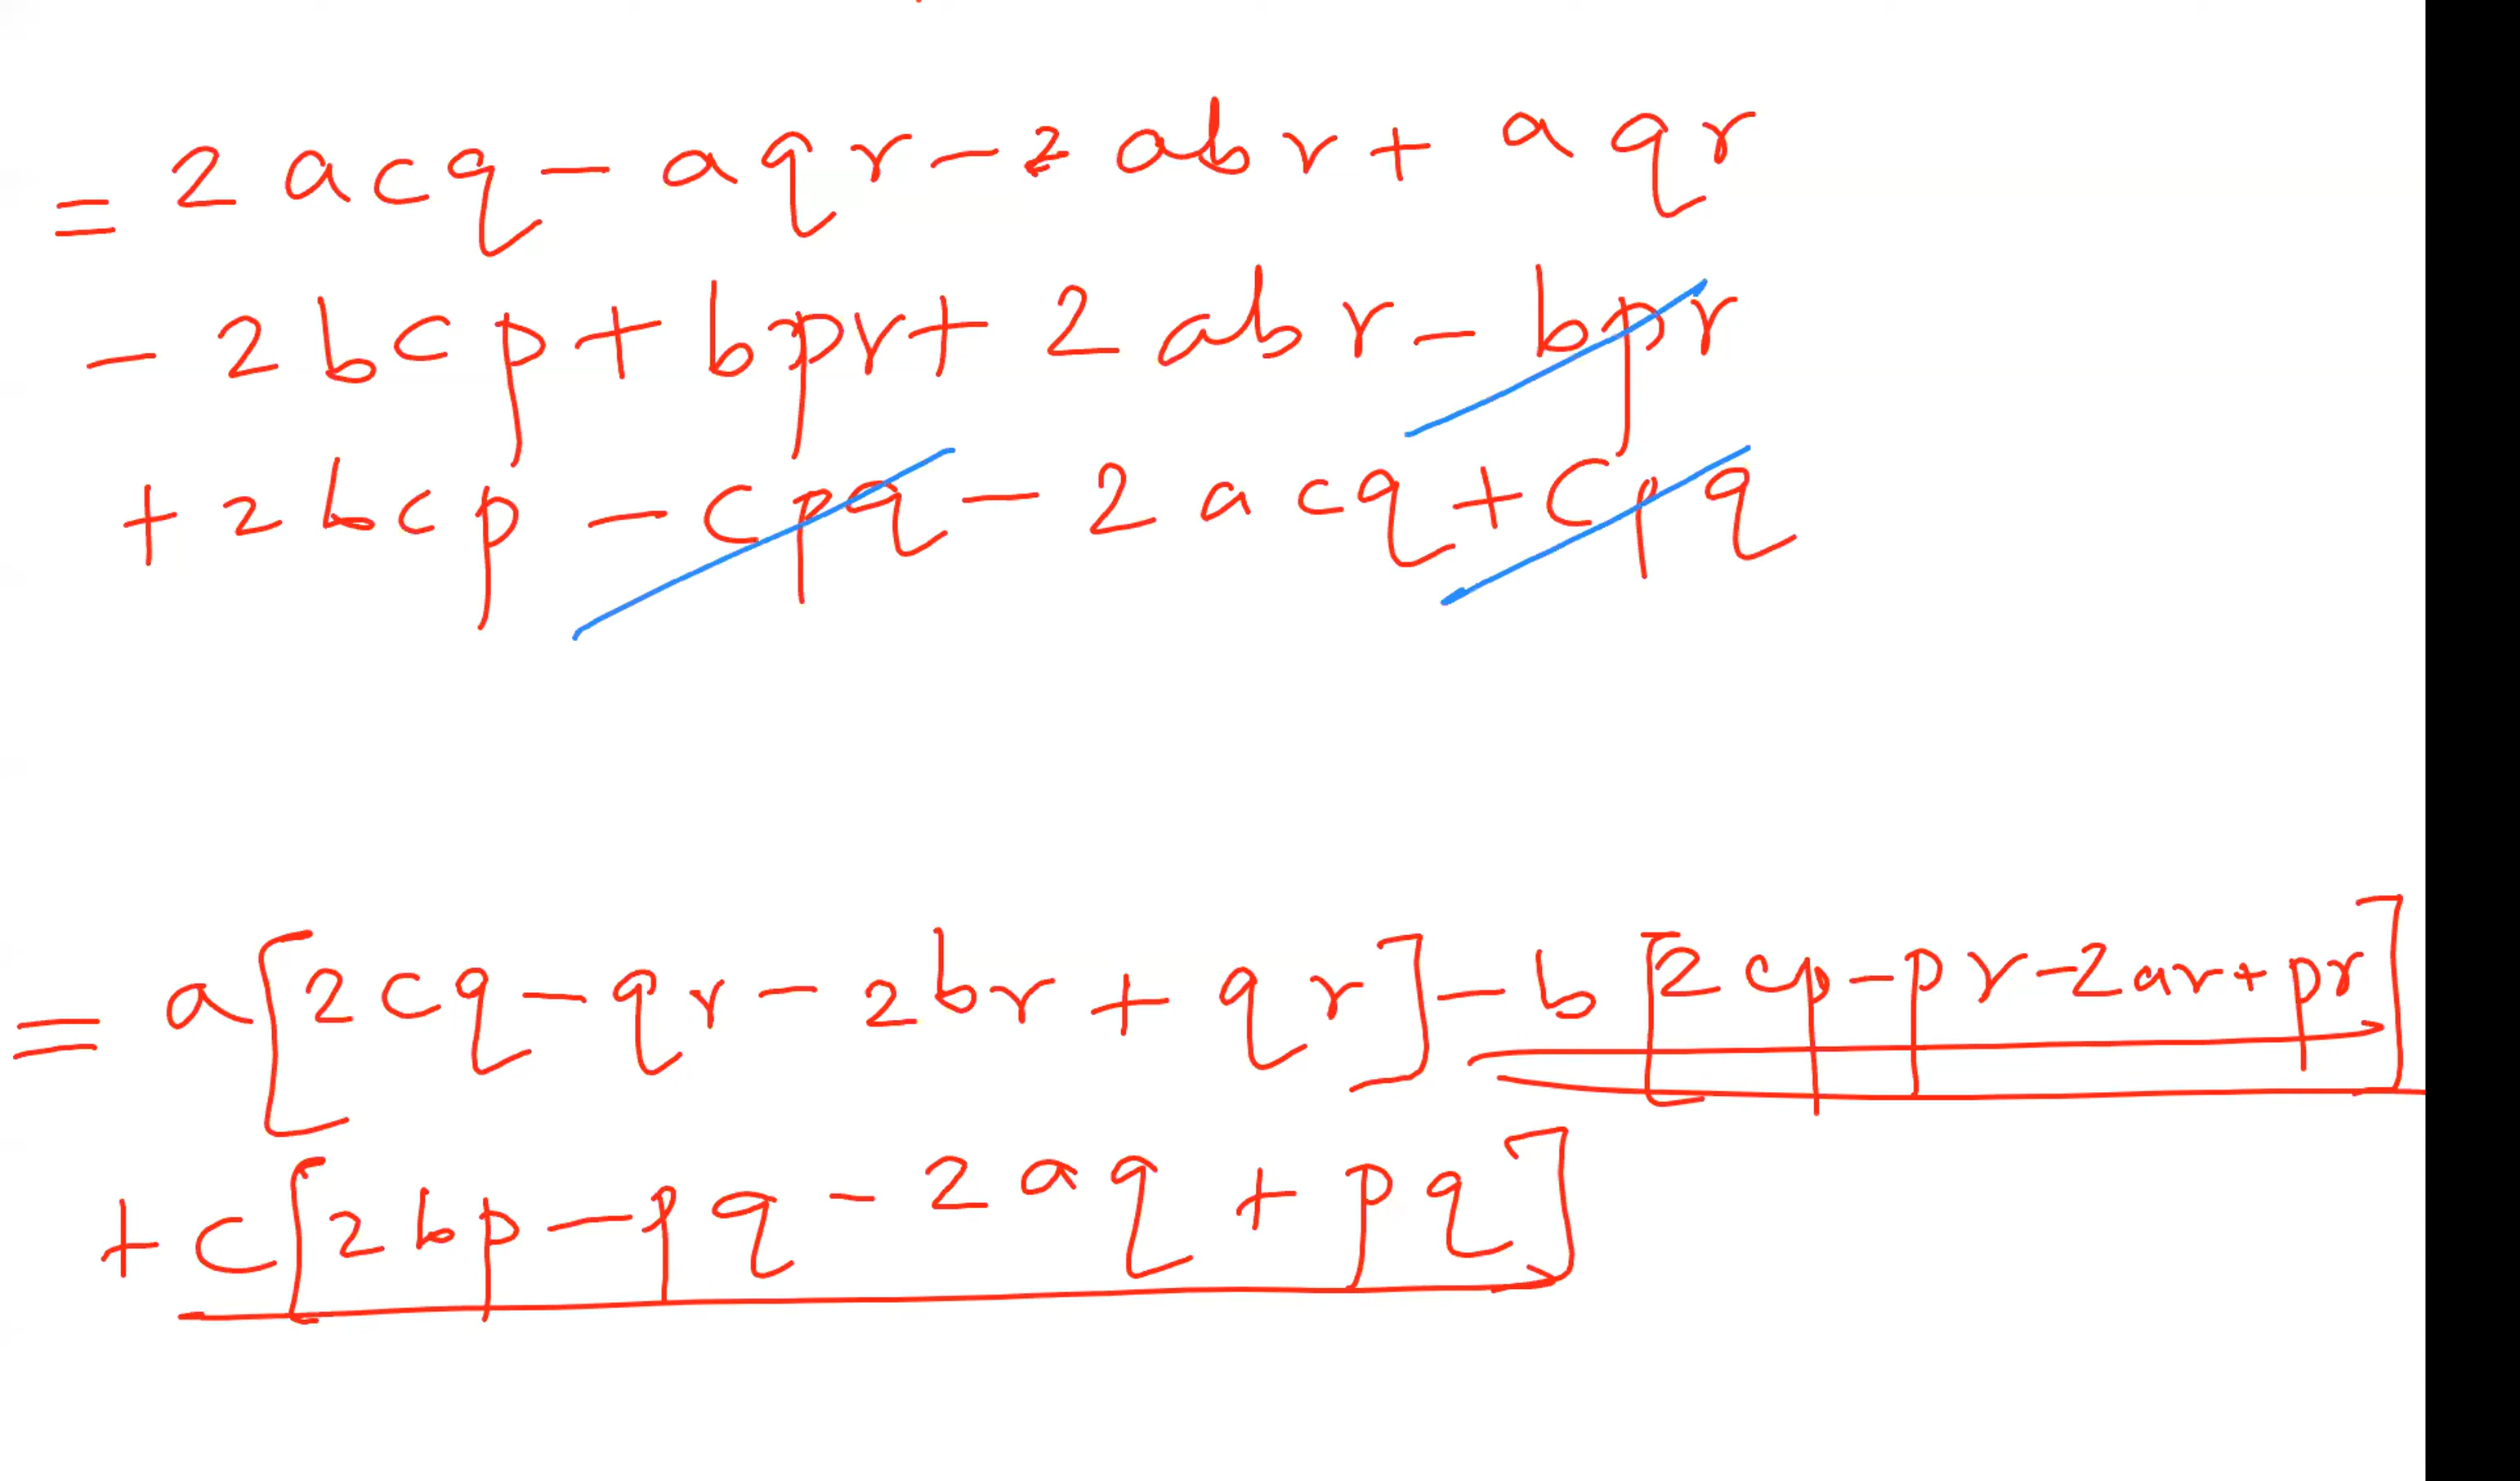 = 2acq - aqr - 2abr + aqr
- 2bcp + bpr + 2abr - bpr
+ 2bcp - cpq - 2acq + cpq
= a[2cq - qr - 2br + qr] - b[2cp - pr - 2ar + pr]
+ c[2bp - pq - 2aq + pq]